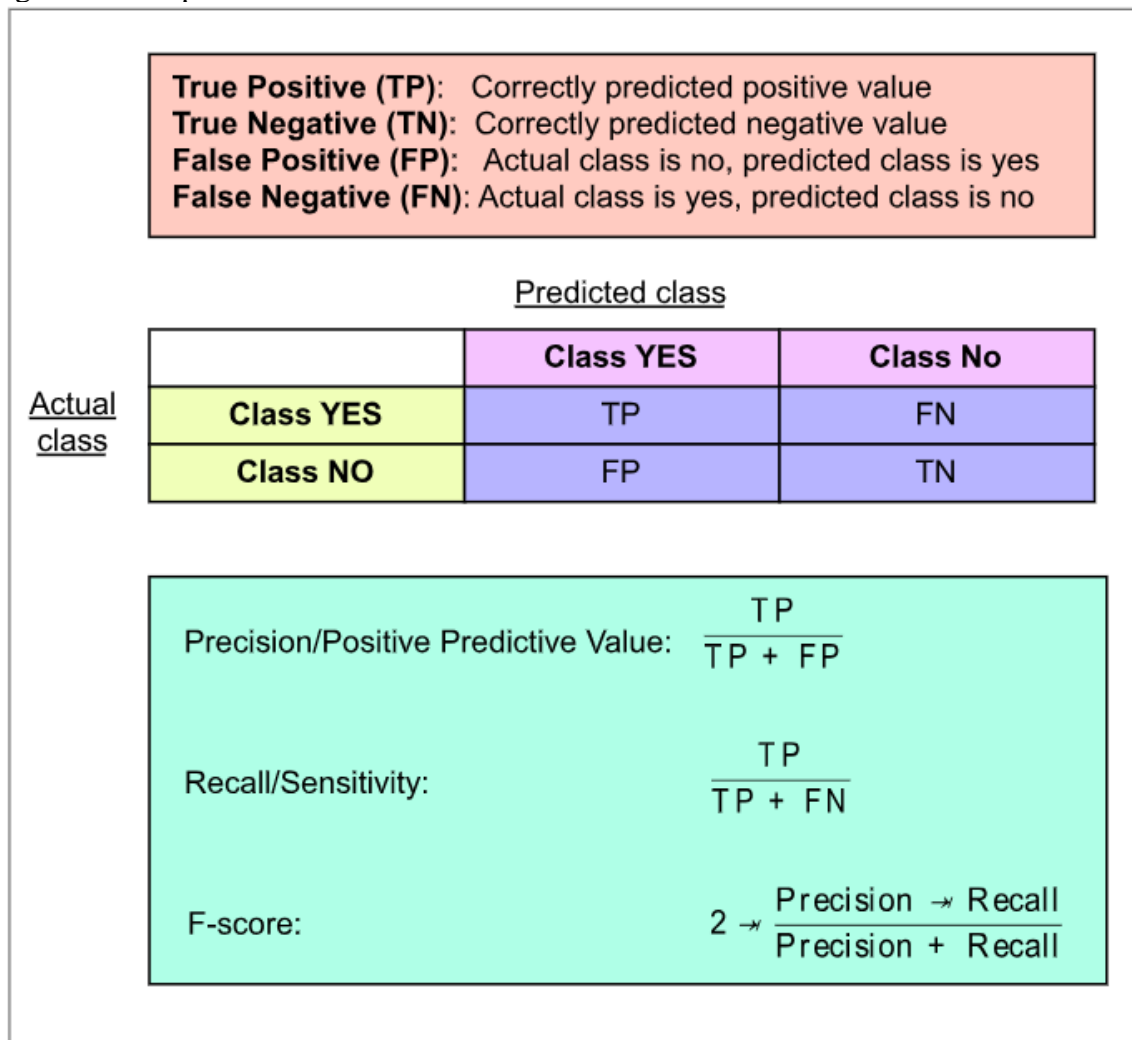 True Positive (TP): Correctly predicted positive value
True Negative (TN): Correctly predicted negative value
False Positive (FP): Actual class is no, predicted class is yes
False Negative (FN): Actual class is yes, predicted class is no
Predicted class
Class YES Class No
Actual
class
Class YES TP FN
Class NO FP TN
Precision/Positive Predictive Value: TP
TP + FP
Recall/Sensitivity: TP
TP + FN
F-score: 2 ↛ Precision ↛ Recall
Precision + Recall